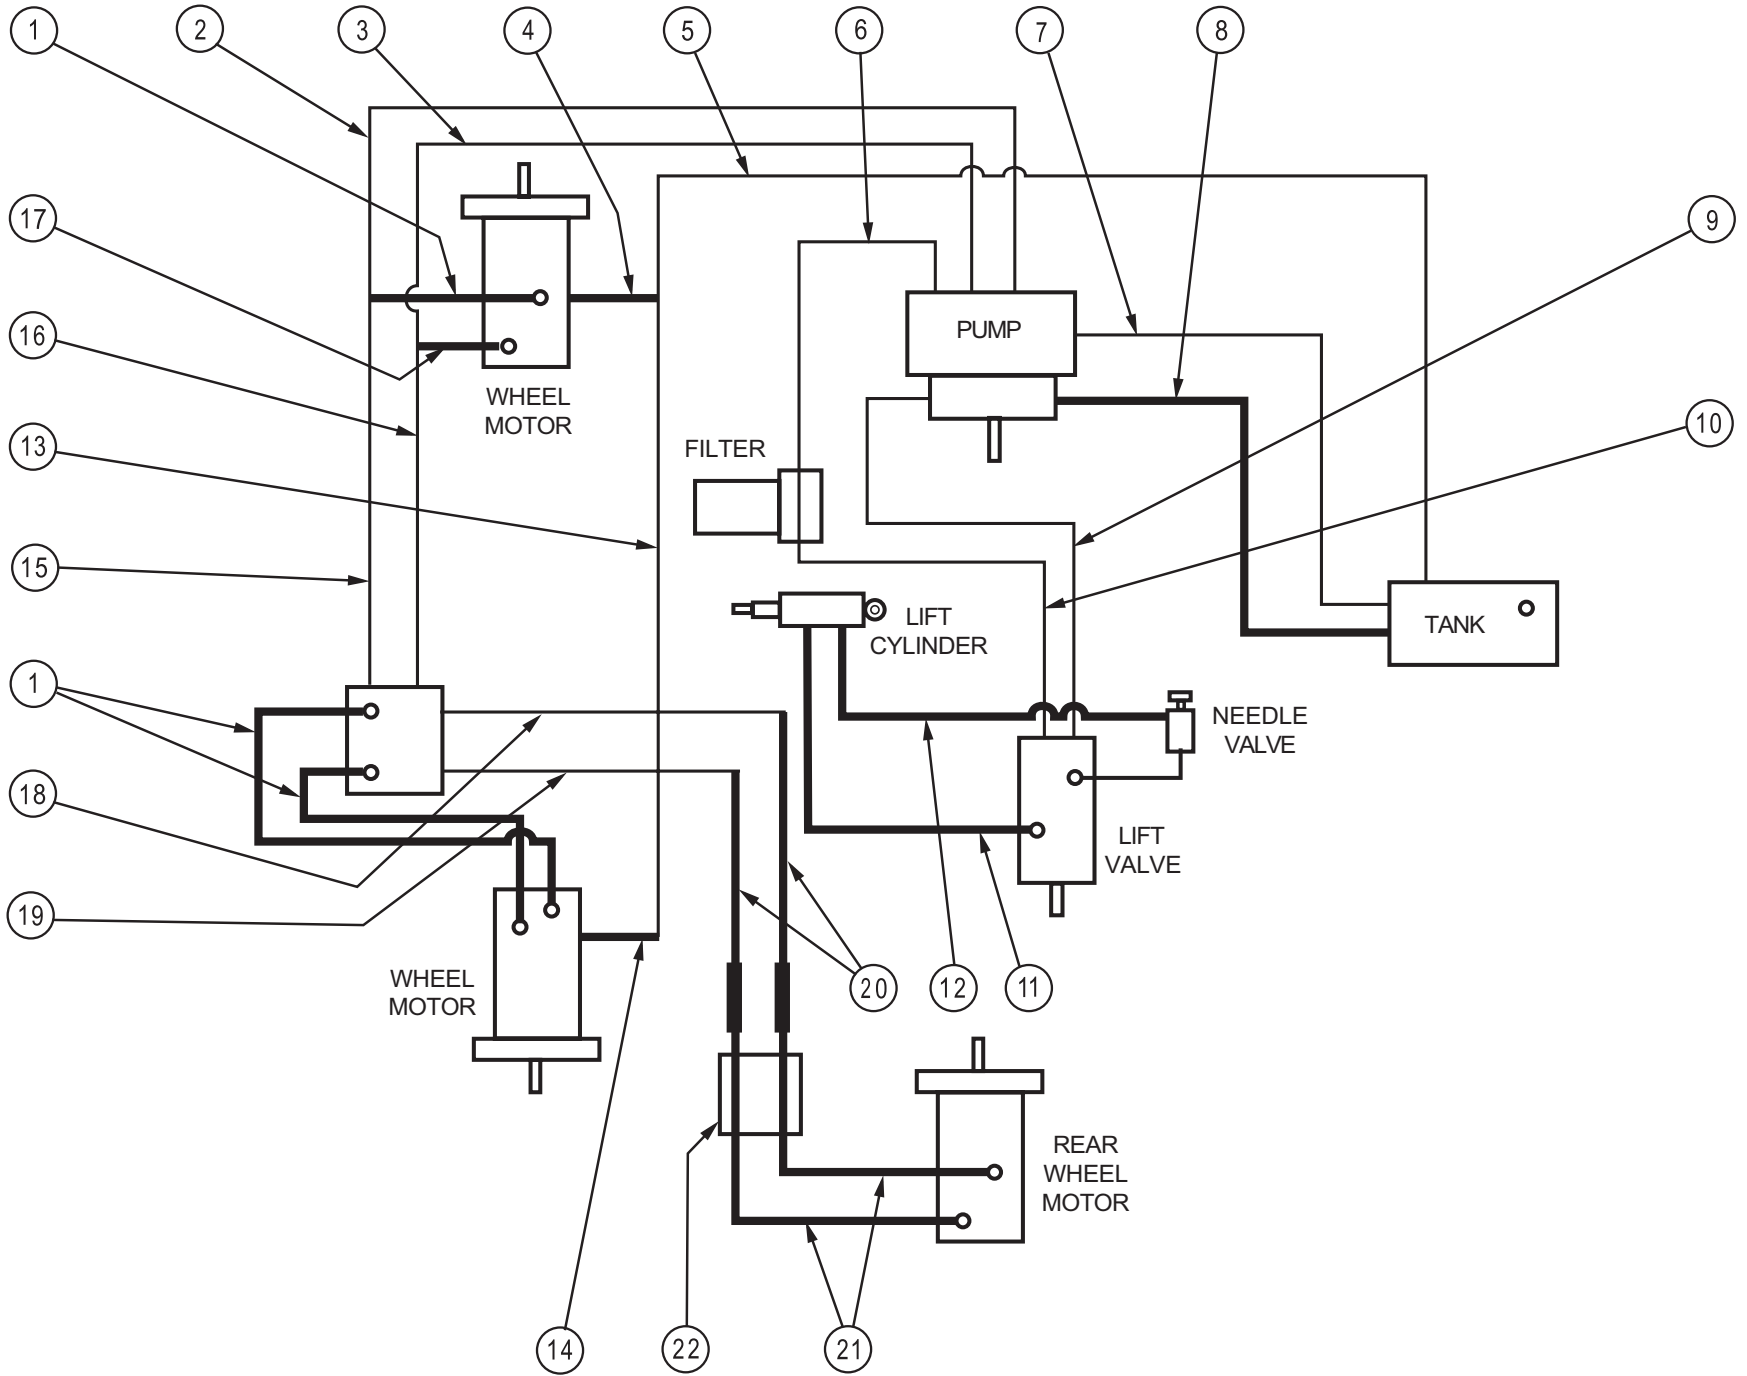 1
2
3
4
5
6
7
8
17
9
16
PUMP
WHEEL
MOTOR
10
13
FILTER
15
LIFT
CYLINDER
TANK
1
NEEDLE
VALVE
18
LIFT
VALVE
19
WHEEL
MOTOR
20
12
11
REAR
WHEEL
MOTOR
14
22
21